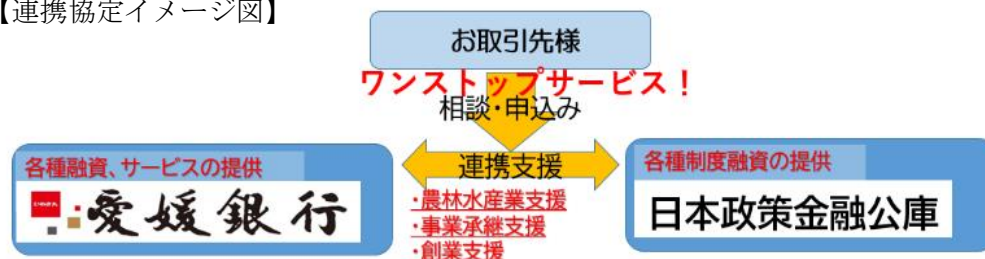 【連携協定イメージ図】
お取引先様
ワンストップサービス！
相談・申込み
各種融資、サービスの提供
愛媛銀行
連携支援
・農林水産業支援
・事業承継支援
・創業支援
各種制度融資の提供
日本政策金融公庫